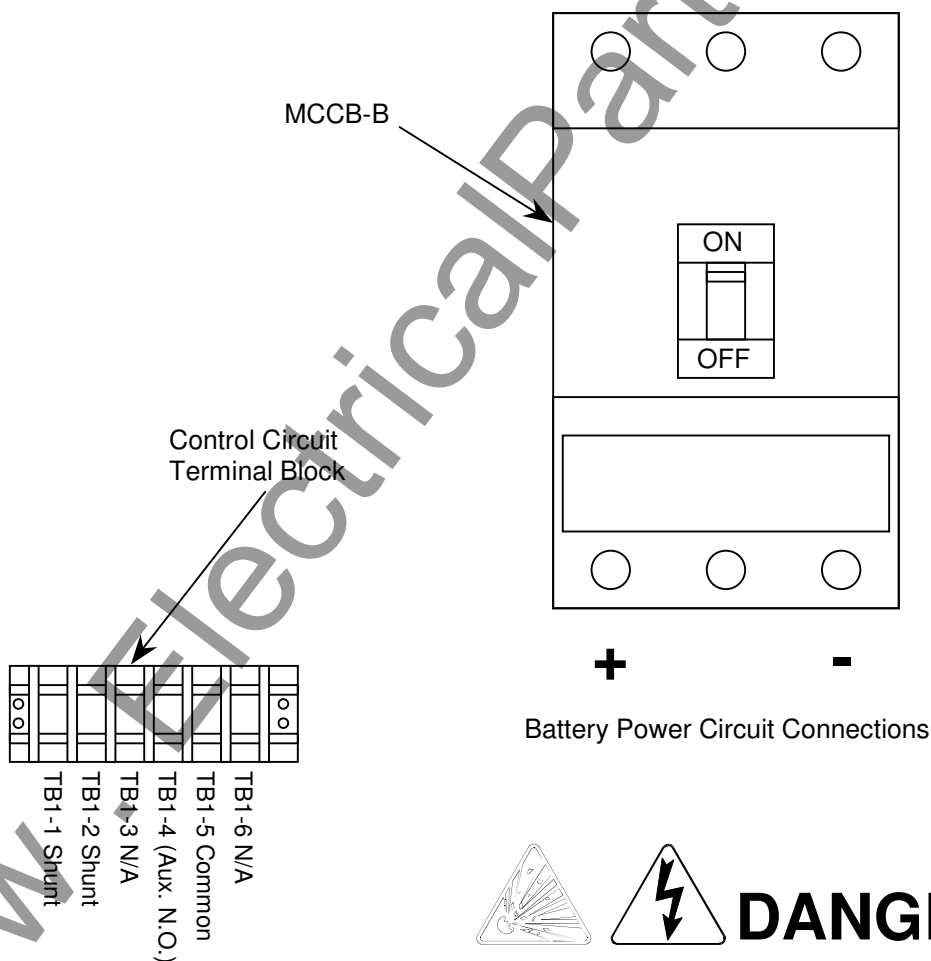 MCCB-B
ON
OFF
Control Circuit
Terminal Block
+ -
Battery Power Circuit Connections
TB1-1 Shunt
TB1-2 Shunt
TB1-3 N/A
TB1-4 (Aux. N.O.)
TB1-5 Common
TB1-6 N/A
DANG
w.ElectricalPart